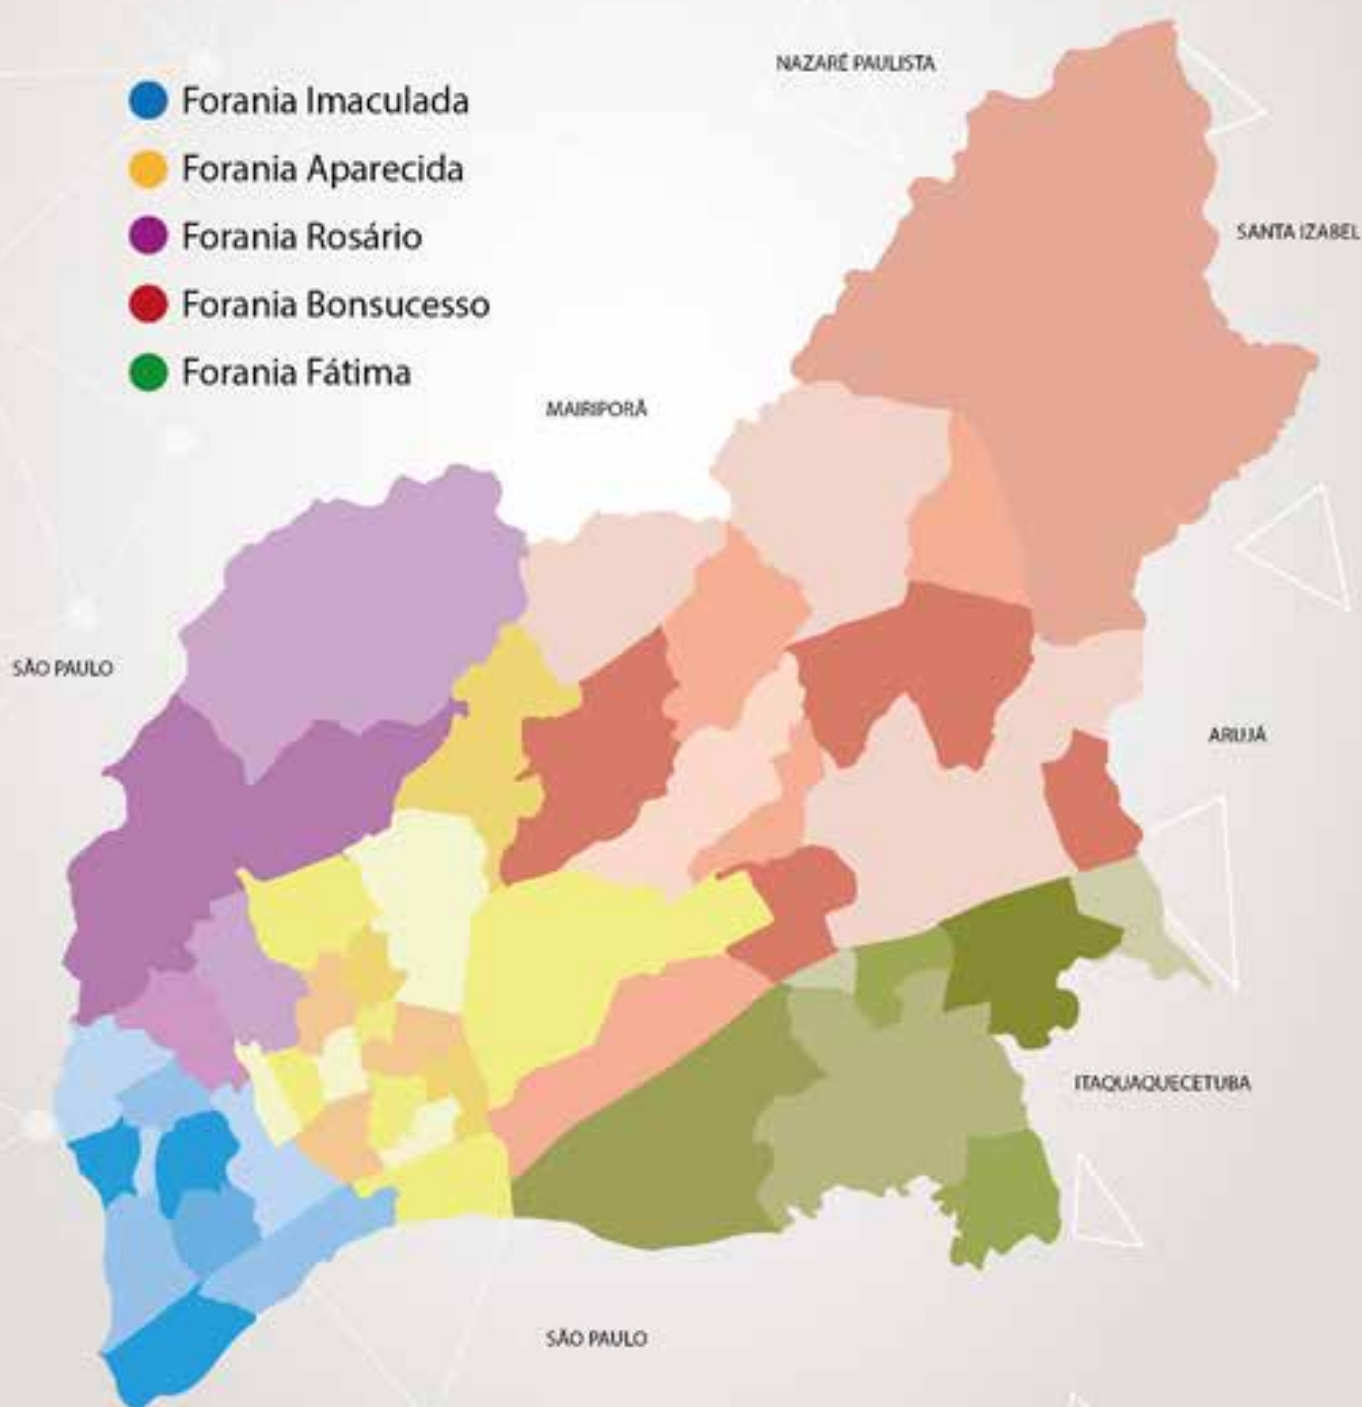 NAZARÉ PAULISTA
Forania Imaculada
Forania Aparecida
Forania Rosário
SANTA IZABEL
Forania Bonsucesso
Forania Fátima
MAIRIPORÃ
SÃO PAULO
ARUJÁ
ITAQUAQUECETUBA
SÃO PAULO